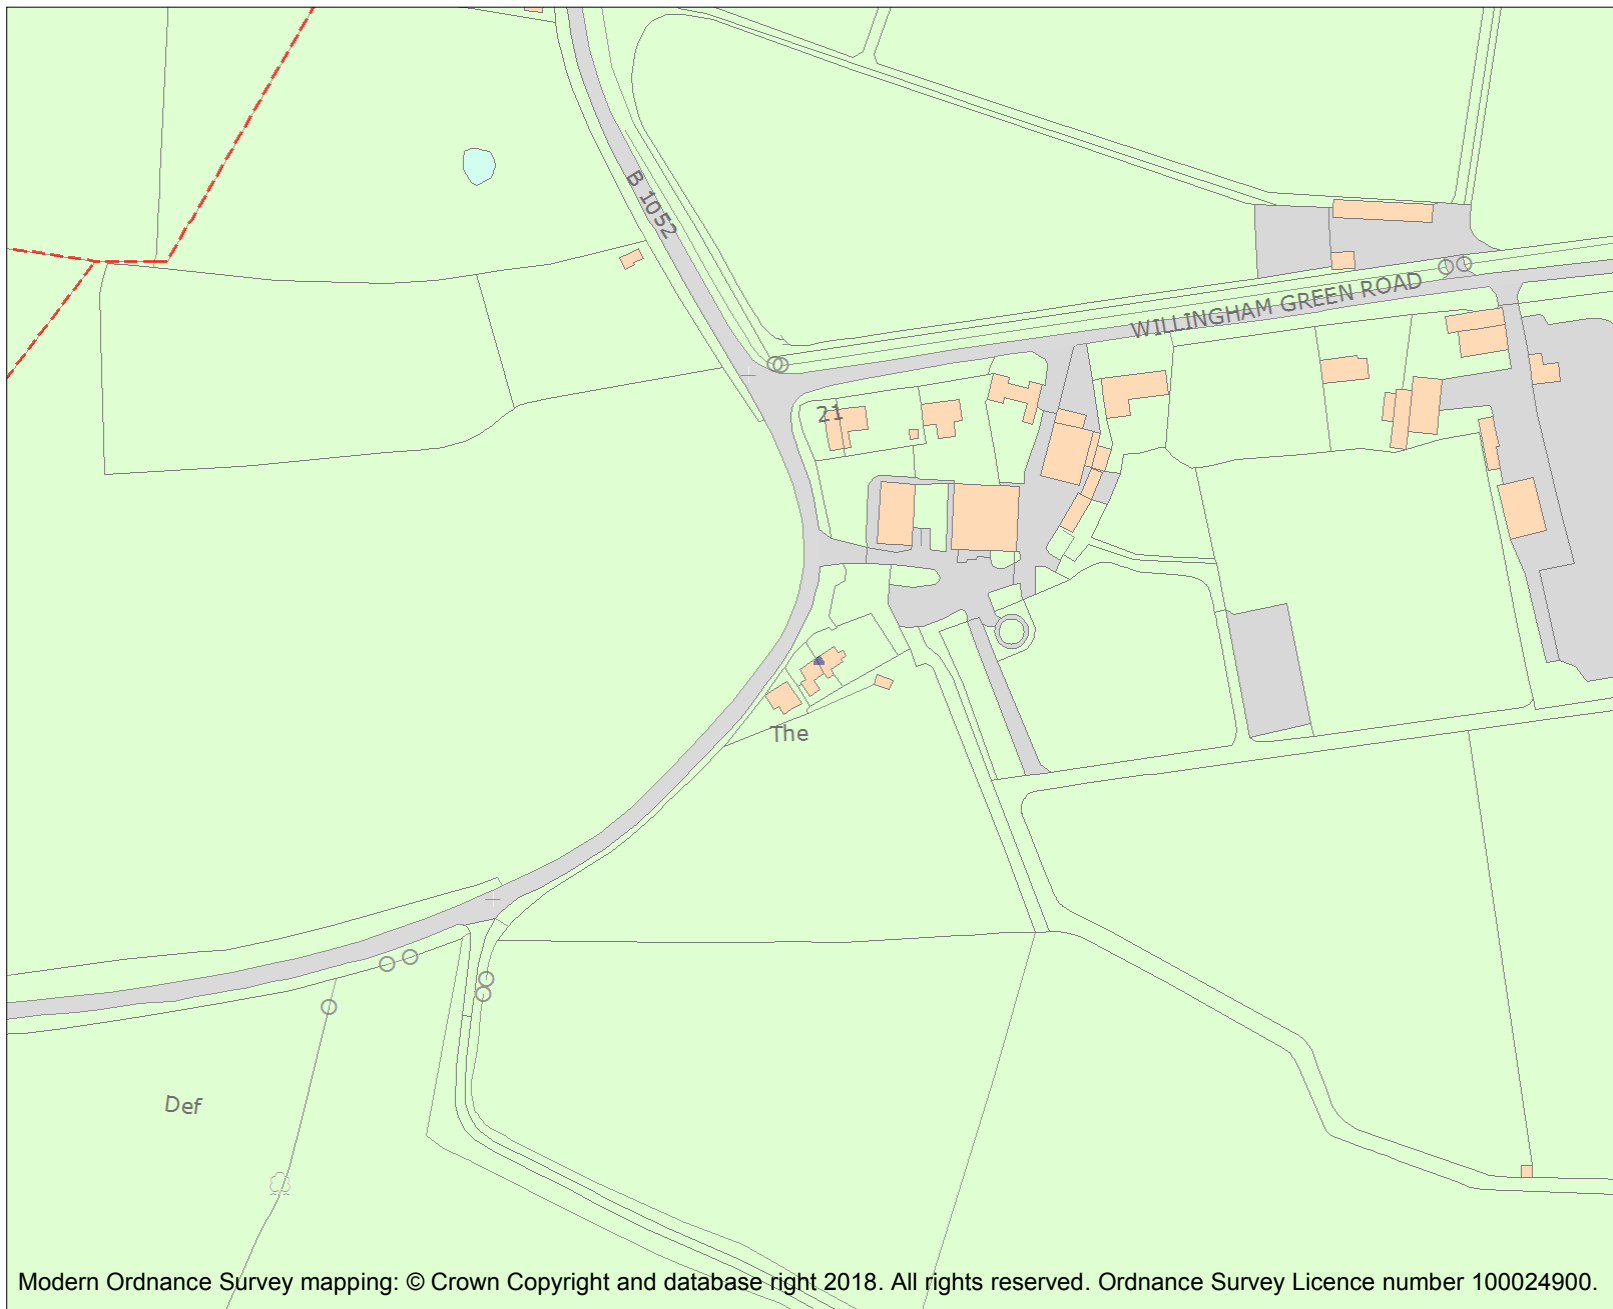 B 1052
WILLINGHAM GREEN ROAD
21
The
Def
Modern Ordnance Survey mapping: © Crown Copyright and database right 2018. All rights reserved. Ordnance Survey Licence number 100024900.